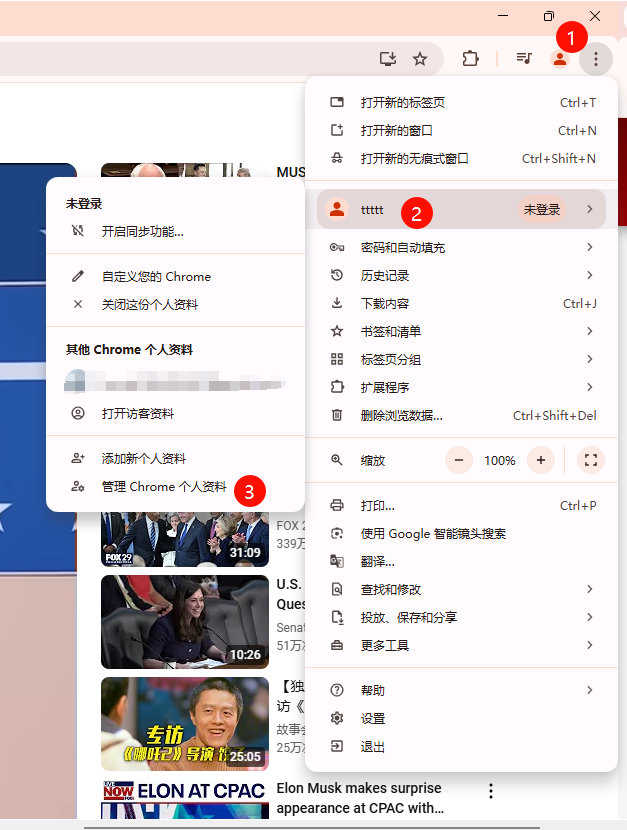 1
MUS
打开新的标签页 Ctrl+T
打开新的窗口 Ctrl+N
打开新的无痕式窗口 Ctrl+Shift+N
ttttt 2 未登录
密码和自动填充
历史记录
下载内容 Ctrl+J
书签和清单
标签页分组
扩展程序
删除浏览数据... Ctrl+Shift+Del
缩放 − 100% +
打印... Ctrl+P
使用 Google 智能镜头搜索
翻译...
查找和修改
投放、保存和分享
更多工具
帮助
设置
退出
未登录
开启同步功能...
自定义您的 Chrome
关闭这份个人资料
其他 Chrome 个人资料
打开访客资料
添加新个人资料
管理 Chrome 个人资料 3
FOX 29
31:09
FOX 2
339万
10:26
U.S.
Ques
Senat
51万
专访
《哪吒2》导演
25:05
【独
访《
故事会
25万
LIVE NOW FOX ELON AT CPAC
Elon Musk makes surprise
appearance at CPAC with...